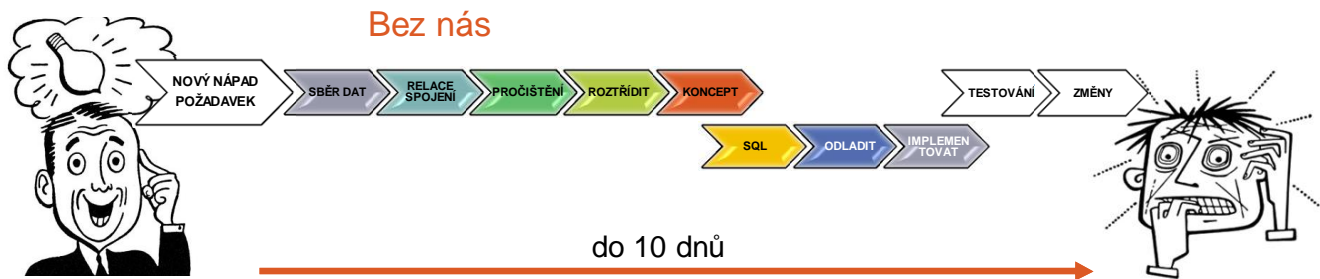 Bez nás
NOVÝ NÁPAD
POŽADAVEK
SBĚR DAT
RELACE
SPOJENÍ
PROČIŠTĚNÍ
ROZTŘÍDIT
KONCEPT
SQL
ODLADIT
IMPLEMEN
TOVAT
TESTOVÁNÍ
ZMĚNY
do 10 dnů